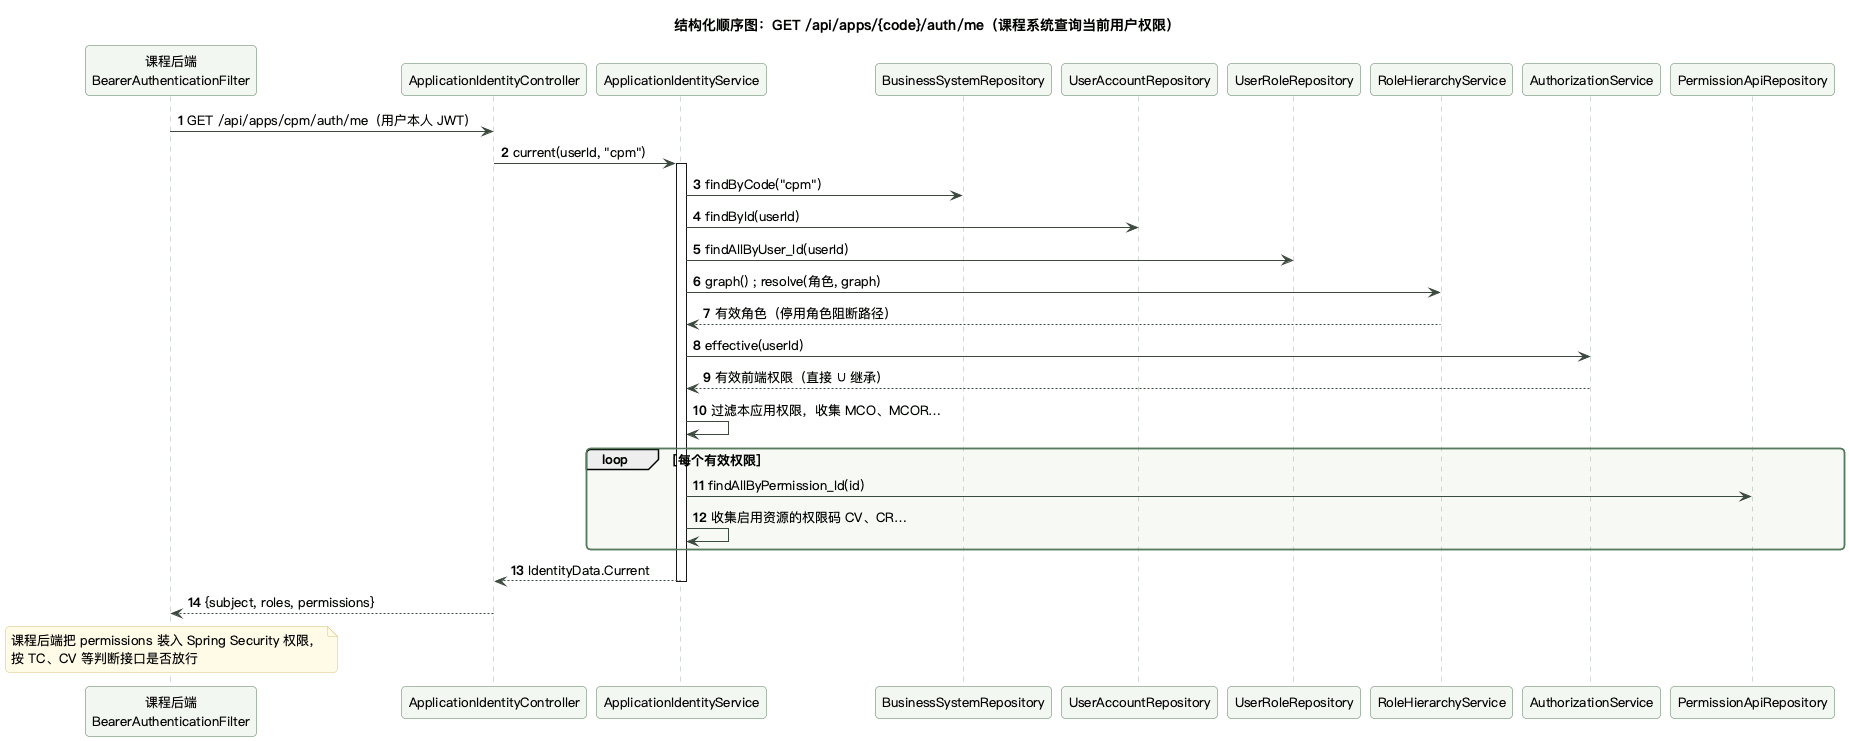 结构化顺序图：GET /api/apps/{code}/auth/me（课程系统查询当前用户权限）
课程后端
BearerAuthenticationFilter
ApplicationIdentityController
ApplicationIdentityService
BusinessSystemRepository
UserAccountRepository
UserRoleRepository
RoleHierarchyService
AuthorizationService
PermissionApiRepository
1 GET /api/apps/cpm/auth/me（用户本人 JWT）
2 current(userId, "cpm")
3 findByCode("cpm")
4 findById(userId)
5 findAllByUser_Id(userId)
6 graph() ; resolve(角色, graph)
7 有效角色（停用角色阻断路径）
8 effective(userId)
9 有效前端权限（直接 ∪ 继承）
10 过滤本应用权限，收集 MCO、MCOR…
loop [每个有效权限]
11 findAllByPermission_Id(id)
12 收集启用资源的权限码 CV、CR…
13 IdentityData.Current
14 {subject, roles, permissions}
课程后端把 permissions 装入 Spring Security 权限，
按 TC、CV 等判断接口是否放行
课程后端
BearerAuthenticationFilter
ApplicationIdentityController
ApplicationIdentityService
BusinessSystemRepository
UserAccountRepository
UserRoleRepository
RoleHierarchyService
AuthorizationService
PermissionApiRepository